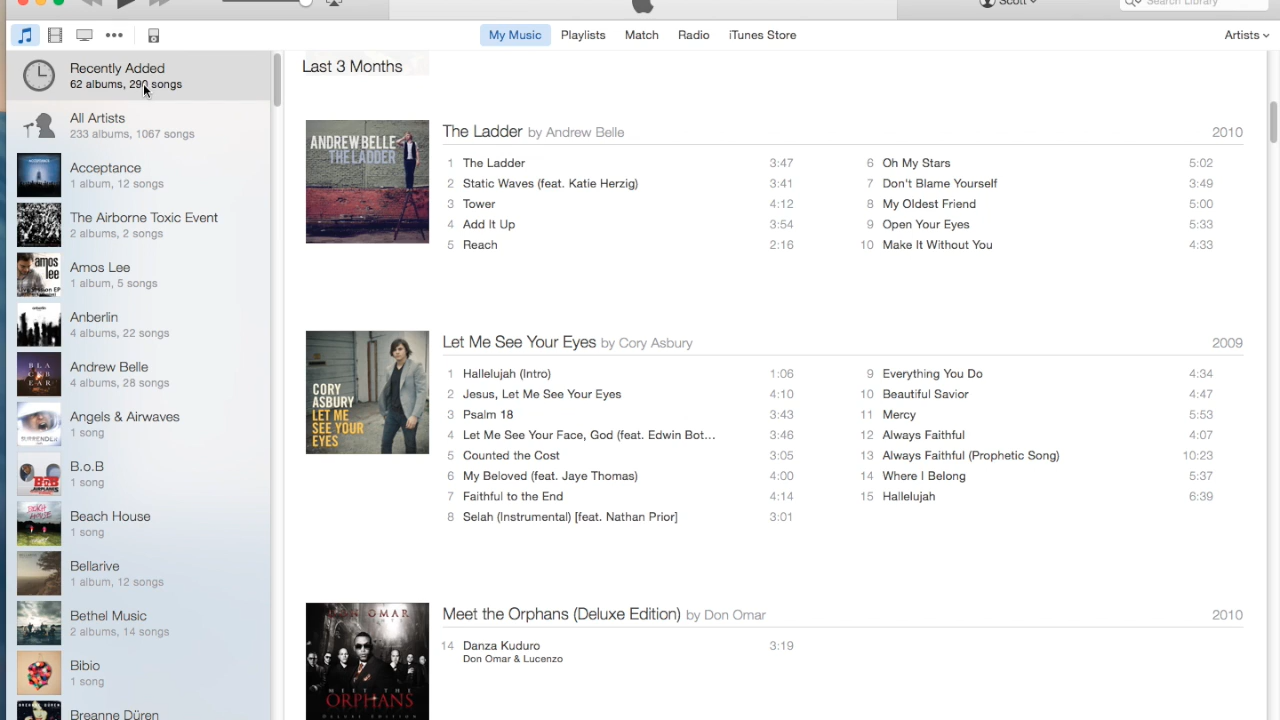 Scott
Search Library
My Music
Playlists
Match
Radio
iTunes Store
Artists
Recently Added
62 albums, 290 songs
All Artists
233 albums, 1067 songs
Acceptance
1 album, 12 songs
The Airborne Toxic Event
2 albums, 2 songs
Amos Lee
1 album, 5 songs
Anberlin
4 albums, 22 songs
Andrew Belle
4 albums, 28 songs
Angels & Airwaves
1 song
B.o.B
1 song
Beach House
1 song
Bellarive
1 album, 12 songs
Bethel Music
2 albums, 14 songs
Bibio
1 song
Breanne Düren
Last 3 Months
ANDREW BELLE
THE LADDER
The Ladder by Andrew Belle 2010
1 The Ladder 3:47
2 Static Waves (feat. Katie Herzig) 3:41
3 Tower 4:12
4 Add It Up 3:54
5 Reach 2:16
6 Oh My Stars 5:02
7 Don't Blame Yourself 3:49
8 My Oldest Friend 5:00
9 Open Your Eyes 5:33
10 Make It Without You 4:33
CORY
ASBURY
LET ME
SEE YOUR
EYES
Let Me See Your Eyes by Cory Asbury 2009
1 Hallelujah (Intro) 1:06
2 Jesus, Let Me See Your Eyes 4:10
3 Psalm 18 3:43
4 Let Me See Your Face, God (feat. Edwin Bot... 3:46
5 Counted the Cost 3:05
6 My Beloved (feat. Jaye Thomas) 4:00
7 Faithful to the End 4:14
8 Selah (Instrumental) [feat. Nathan Prior] 3:01
9 Everything You Do 4:34
10 Beautiful Savior 4:47
11 Mercy 5:53
12 Always Faithful 4:07
13 Always Faithful (Prophetic Song) 10:23
14 Where I Belong 5:37
15 Hallelujah 6:39
DON OMAR
MEET THE
ORPHANS
Meet the Orphans (Deluxe Edition) by Don Omar 2010
14 Danza Kuduro 3:19
Don Omar & Lucenzo